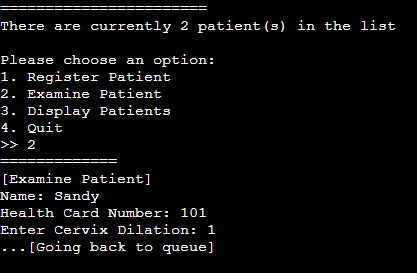 =======================
There are currently 2 patient(s) in the list
Please choose an option:
1. Register Patient
2. Examine Patient
3. Display Patients
4. Quit
>> 2
=============
[Examine Patient]
Name: Sandy
Health Card Number: 101
Enter Cervix Dilation: 1
...[Going back to queue]